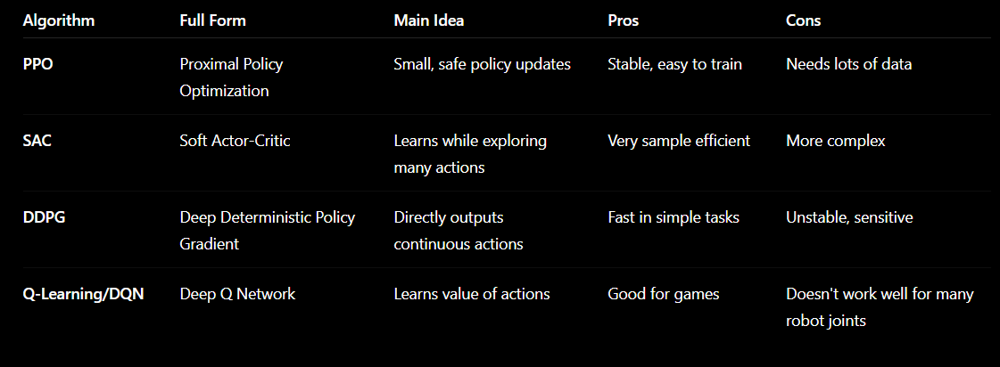 Algorithm Full Form Main Idea Pros Cons
PPO Proximal Policy Small, safe policy updates Stable, easy to train Needs lots of data
Optimization
SAC Soft Actor-Critic Learns while exploring Very sample efficient More complex
many actions
DDPG Deep Deterministic Policy Directly outputs Fast in simple tasks Unstable, sensitive
Gradient continuous actions
Q-Learning/DQN Deep Q Network Learns value of actions Good for games Doesn't work well for many
robot joints